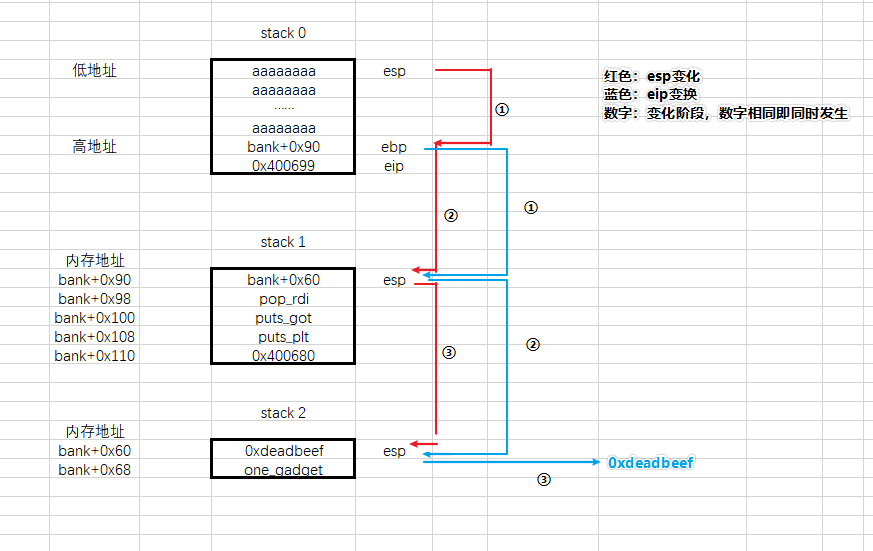 stack 0
低地址 aaaaaaaa esp
aaaaaaaa
……
aaaaaaaa
高地址 bank+0x90 ebp
0x400699 eip
①
红色：esp变化
蓝色：eip变换
数字：变化阶段，数字相同即同时发生
①
②
stack 1
内存地址
bank+0x90 bank+0x60 esp
bank+0x98 pop_rdi
bank+0x100 puts_got
bank+0x108 puts_plt
bank+0x110 0x400680
②
③
stack 2
内存地址
bank+0x60 0xdeadbeef esp
bank+0x68 one_gadget
0xdeadbeef
③